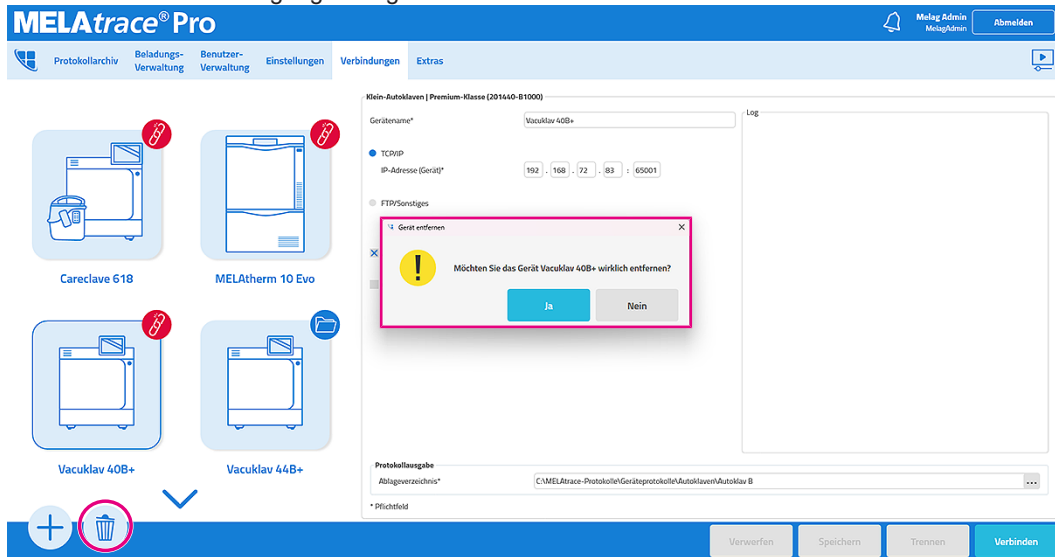 MELAtrace® Pro
Melag Admin
MelagAdmin
Abmelden
Protokollarchiv
Beladungs-
Verwaltung
Benutzer-
Verwaltung
Einstellungen
Verbindungen
Extras
Careclave 618
MELAtherm 10 Evo
Vacuklav 40B+
Vacuklav 44B+
Klein-Autoklaven | Premium-Klasse (201440-B1000)
Gerätename*
Vacuklav 40B+
TCP/IP
IP-Adresse (Gerät)*
192 . 168 . 72 . 83 : 65001
FTP/Sonstiges
Log
Gerät entfernen
Möchten Sie das Gerät Vacuklav 40B+ wirklich entfernen?
Ja
Nein
Protokollausgabe
Ablageverzeichnis*
C:\MELAtrace-Protokolle\Geräteprotokolle\Autoklaven\Autoklav B
...
* Pflichtfeld
Verwerfen
Speichern
Trennen
Verbinden